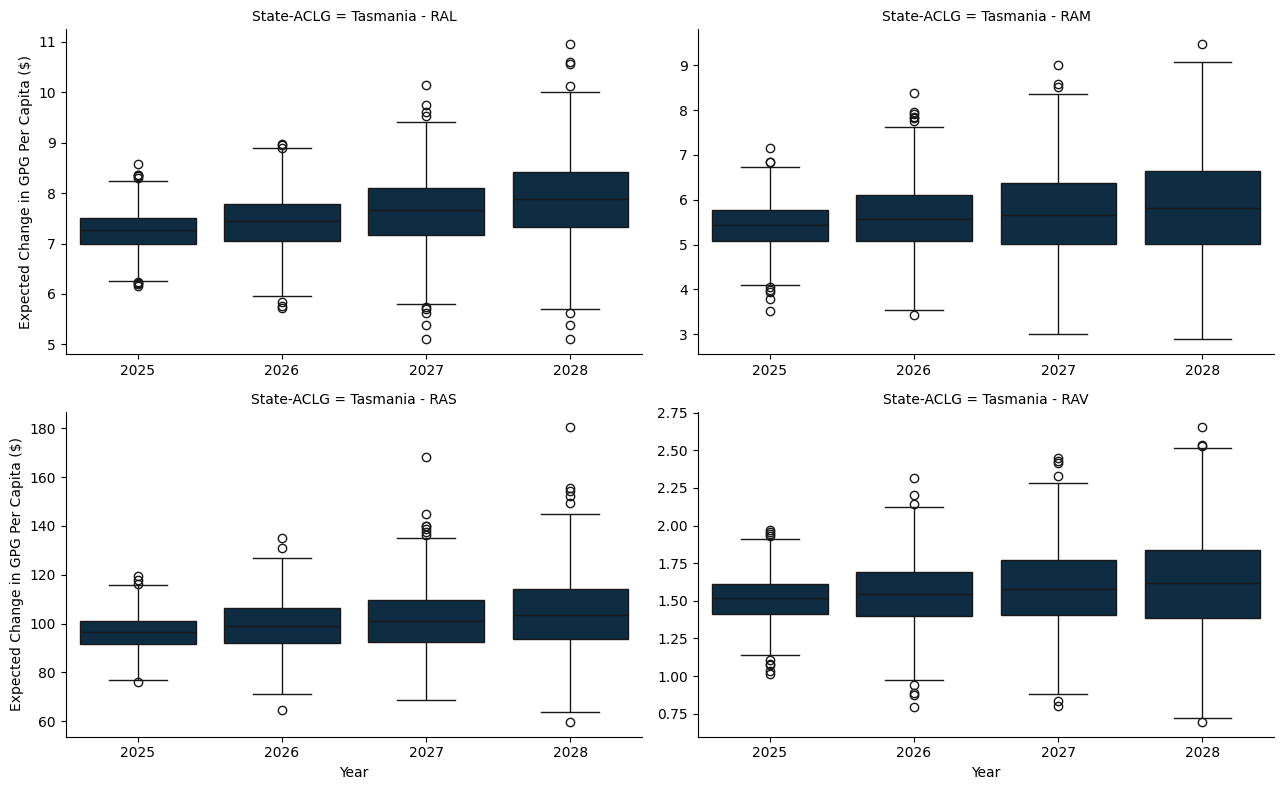 State-ACLG = Tasmania - RAL
Expected Change in GPG Per Capita ($)
11
10
9
8
7
6
5
2025 2026 2027 2028
State-ACLG = Tasmania - RAM
9
8
7
6
5
4
3
2025 2026 2027 2028
State-ACLG = Tasmania - RAS
Expected Change in GPG Per Capita ($)
180
160
140
120
100
80
60
2025 2026 2027 2028
Year
State-ACLG = Tasmania - RAV
2.75
2.50
2.25
2.00
1.75
1.50
1.25
1.00
0.75
2025 2026 2027 2028
Year